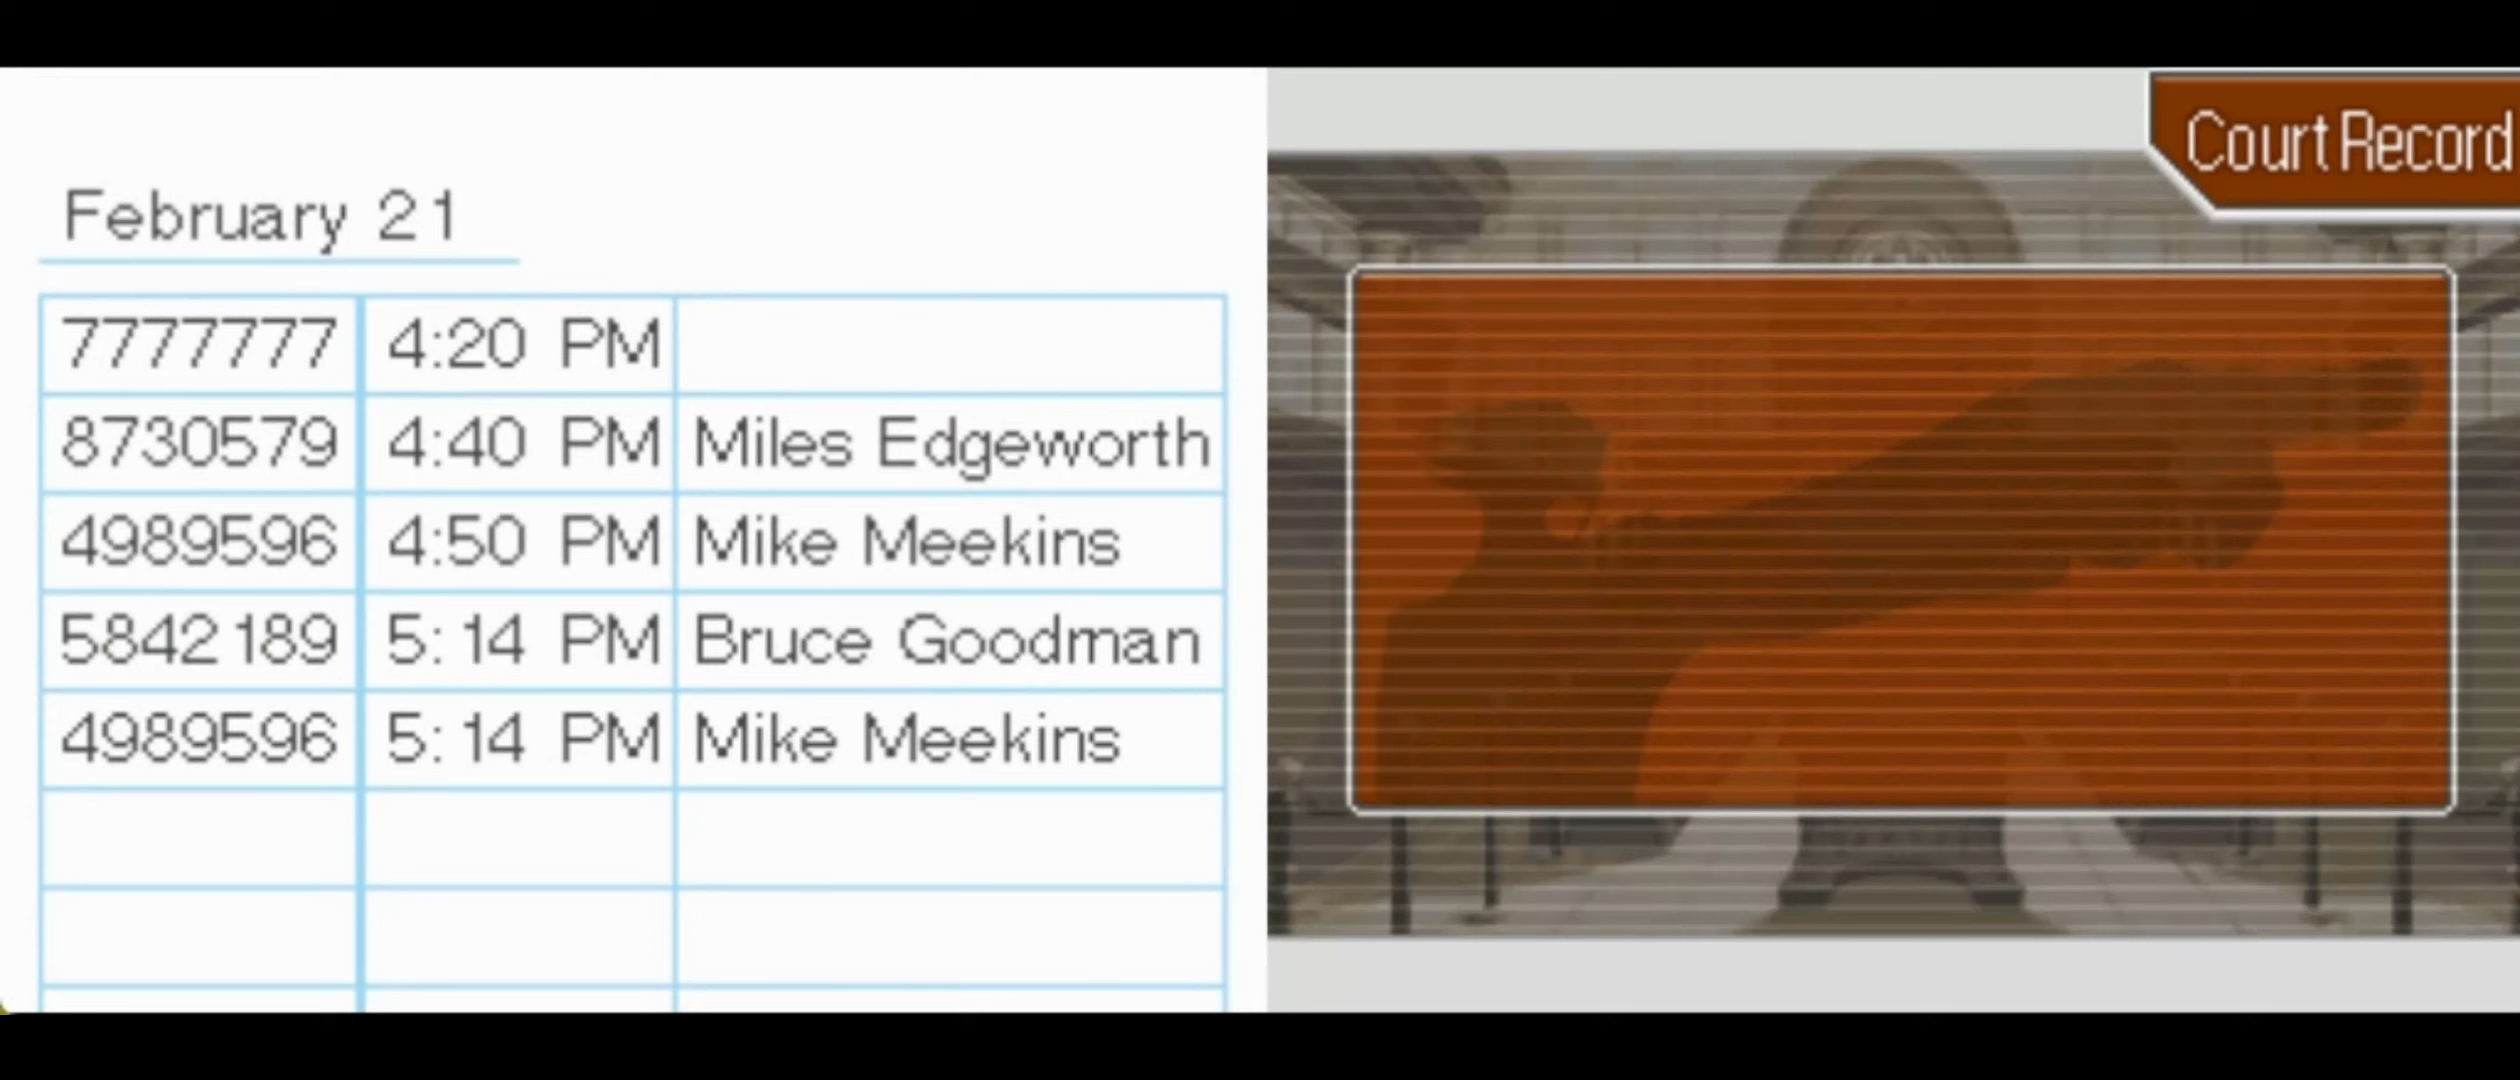 Court Record
February 21
7777777 4:20 PM
8730579 4:40 PM Miles Edgeworth
4989596 4:50 PM Mike Meekins
5842189 5:14 PM Bruce Goodman
4989596 5:14 PM Mike Meekins